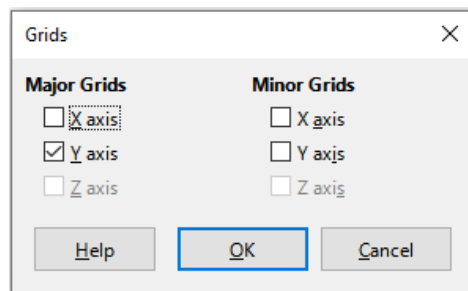 Grids
Major Grids
Minor Grids
X axis
X axis
Y axis
Y axis
Z axis
Z axis
Help
OK
Cancel